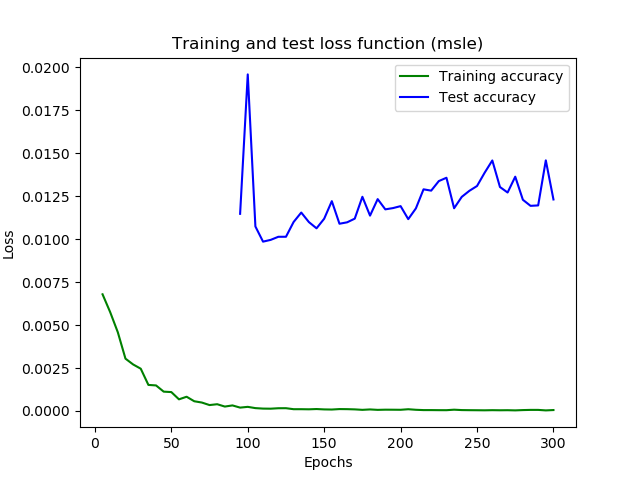 Training and test loss function (msle)
Training accuracy
Test accuracy
Loss
0.0200
0.0175
0.0150
0.0125
0.0100
0.0075
0.0050
0.0025
0.0000
0 50 100 150 200 250 300
Epochs